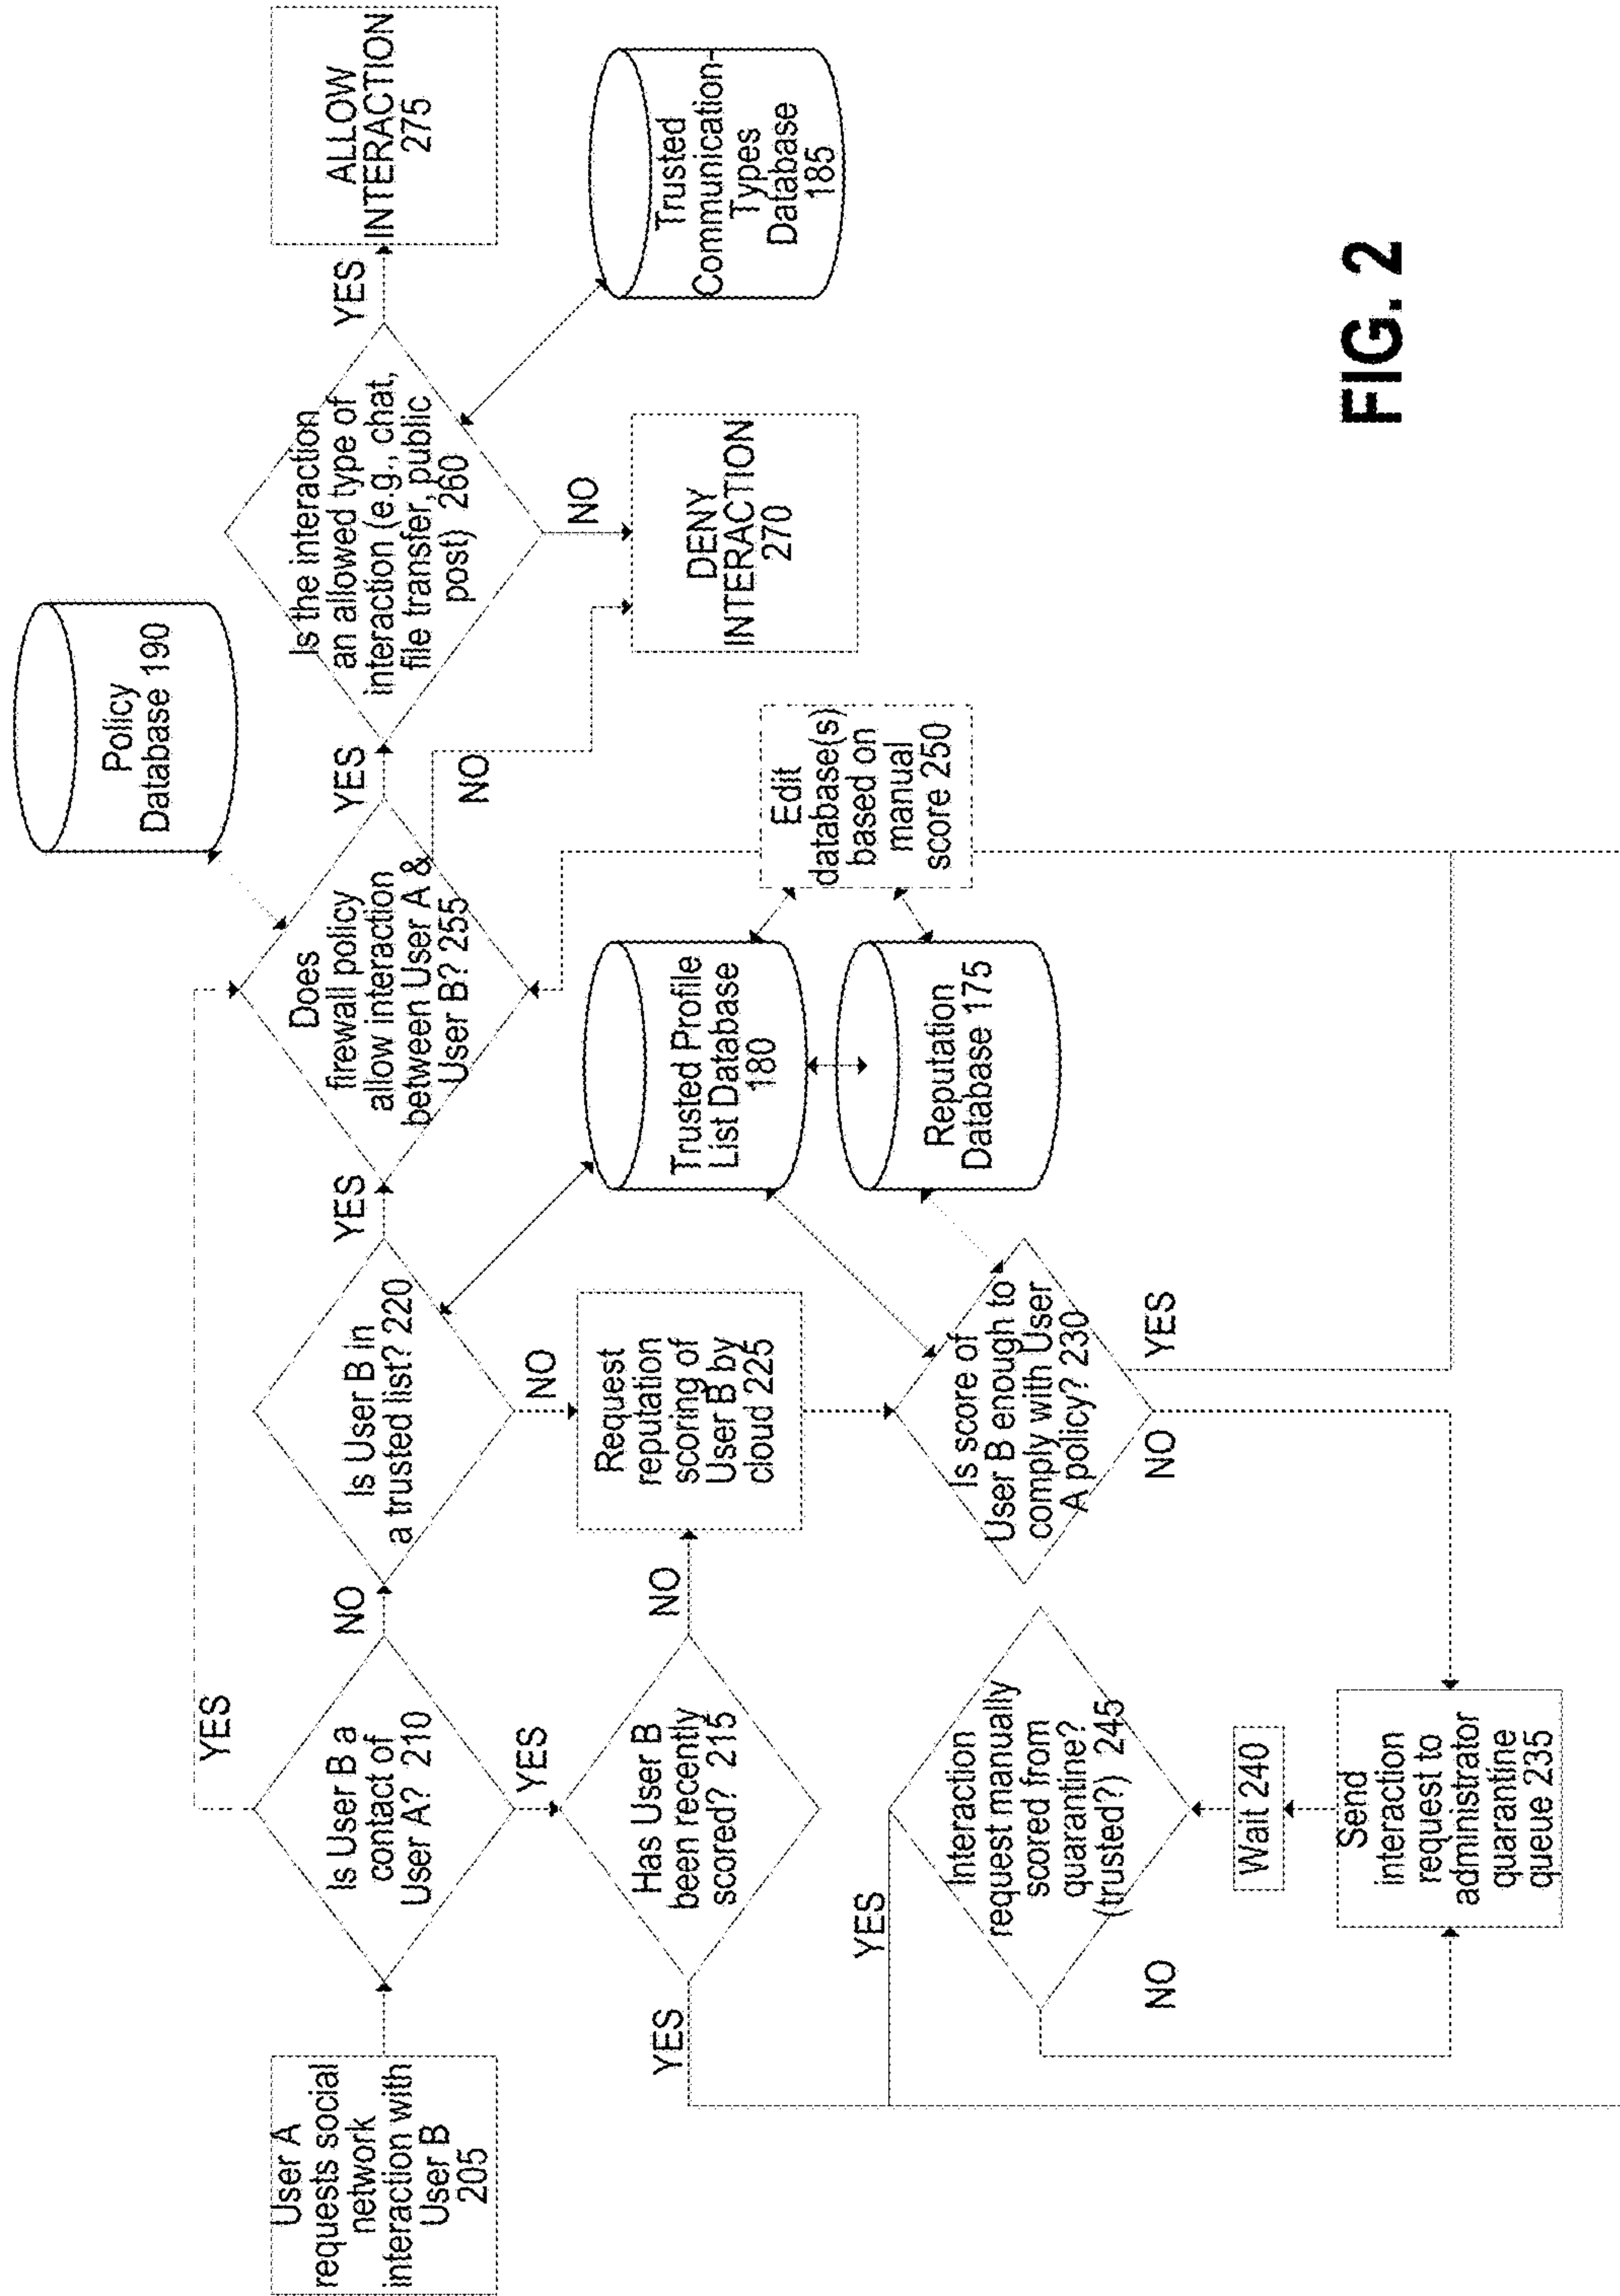 User A
requests social
network
interaction with
User B
205
YES
Is User B a
contact of
User A? 210
NO
YES
Has User B
been recently
scored? 215
YES
NO
Is User B in
a trusted list? 220
YES
NO
Request
reputation
scoring of
User B by
cloud 225
Is score of
User B enough to
comply with User
A policy? 230
YES
NO
Interaction
request manually
scored from
quarantine?
(trusted?) 245
YES
NO
Wait 240
Send
interaction
request to
administrator
quarantine
queue 235
Policy
Database 190
Does
firewall policy
allow interaction
between User A &
User B? 255
YES
NO
Trusted Profile
List Database
180
Reputation
Database 175
Edit
database(s)
based on
manual
score 250
Is the interaction
an allowed type of
interaction (e.g., chat,
file transfer, public
post) 260
YES
NO
DENY
INTERACTION
270
ALLOW
INTERACTION
275
Trusted
Communication-
Types
Database
185
FIG. 2